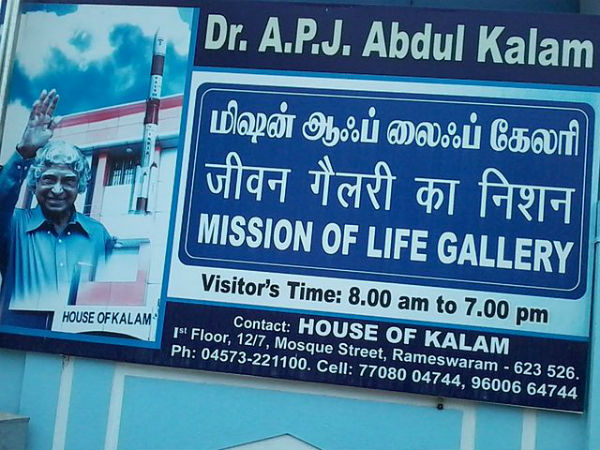 Dr. A.P.J. Abdul Kalam
மிஷன் ஆஃப் லைஃப் கேலரி
जीवन गैलरी का निशन
MISSION OF LIFE GALLERY
Visitor's Time: 8.00 am to 7.00 pm
HOUSE OF KALAM
Contact: HOUSE OF KALAM
Ist Floor, 12/7, Mosque Street, Rameswaram - 623 526.
Ph: 04573-221100. Cell: 77080 04744, 96006 64744